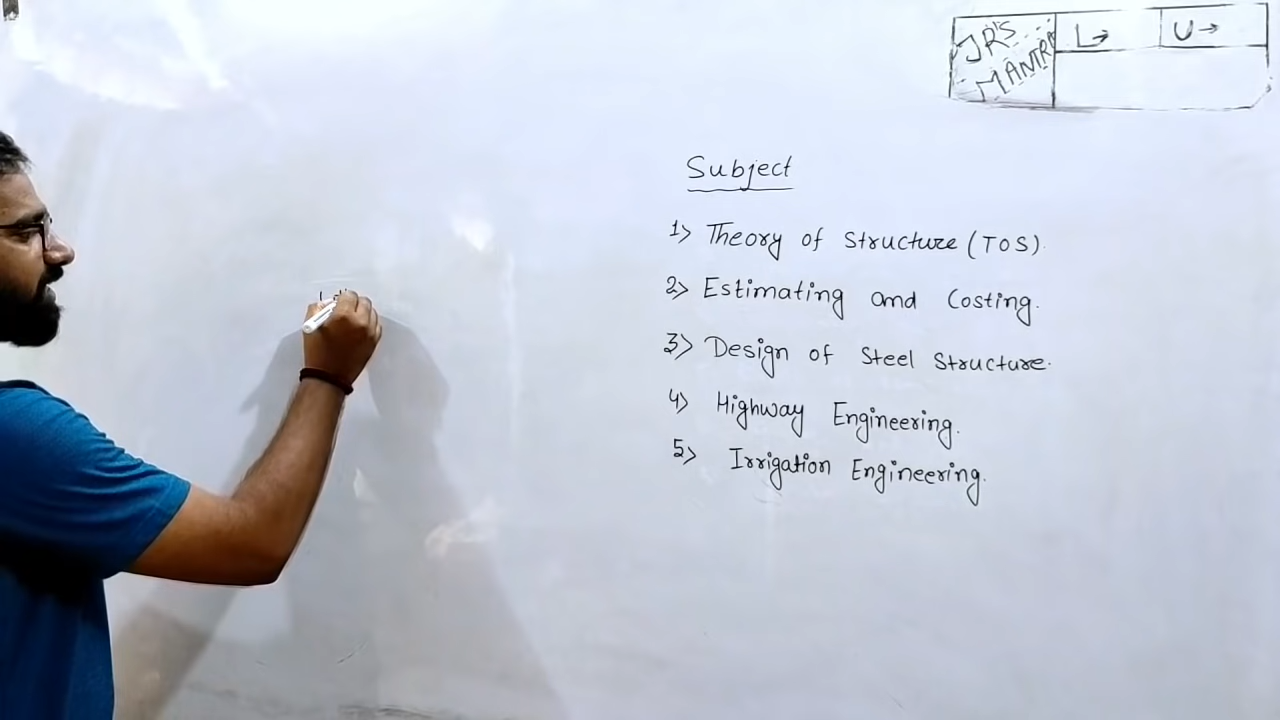 JR'S L→ U→
MANTRA
Subject
1> Theory of Structure (TOS).
2> Estimating and Costing.
3> Design of Steel Structure.
4> Highway Engineering.
5> Irrigation Engineering.